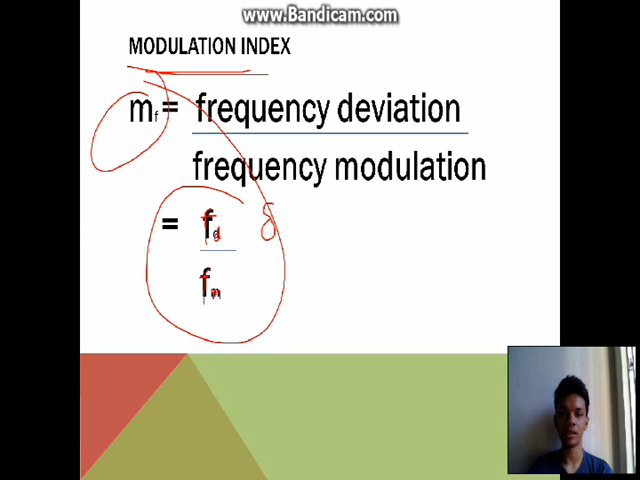 www.Bandicam.com
MODULATION INDEX
mf = frequency deviation
frequency modulation
= fd δ
fm